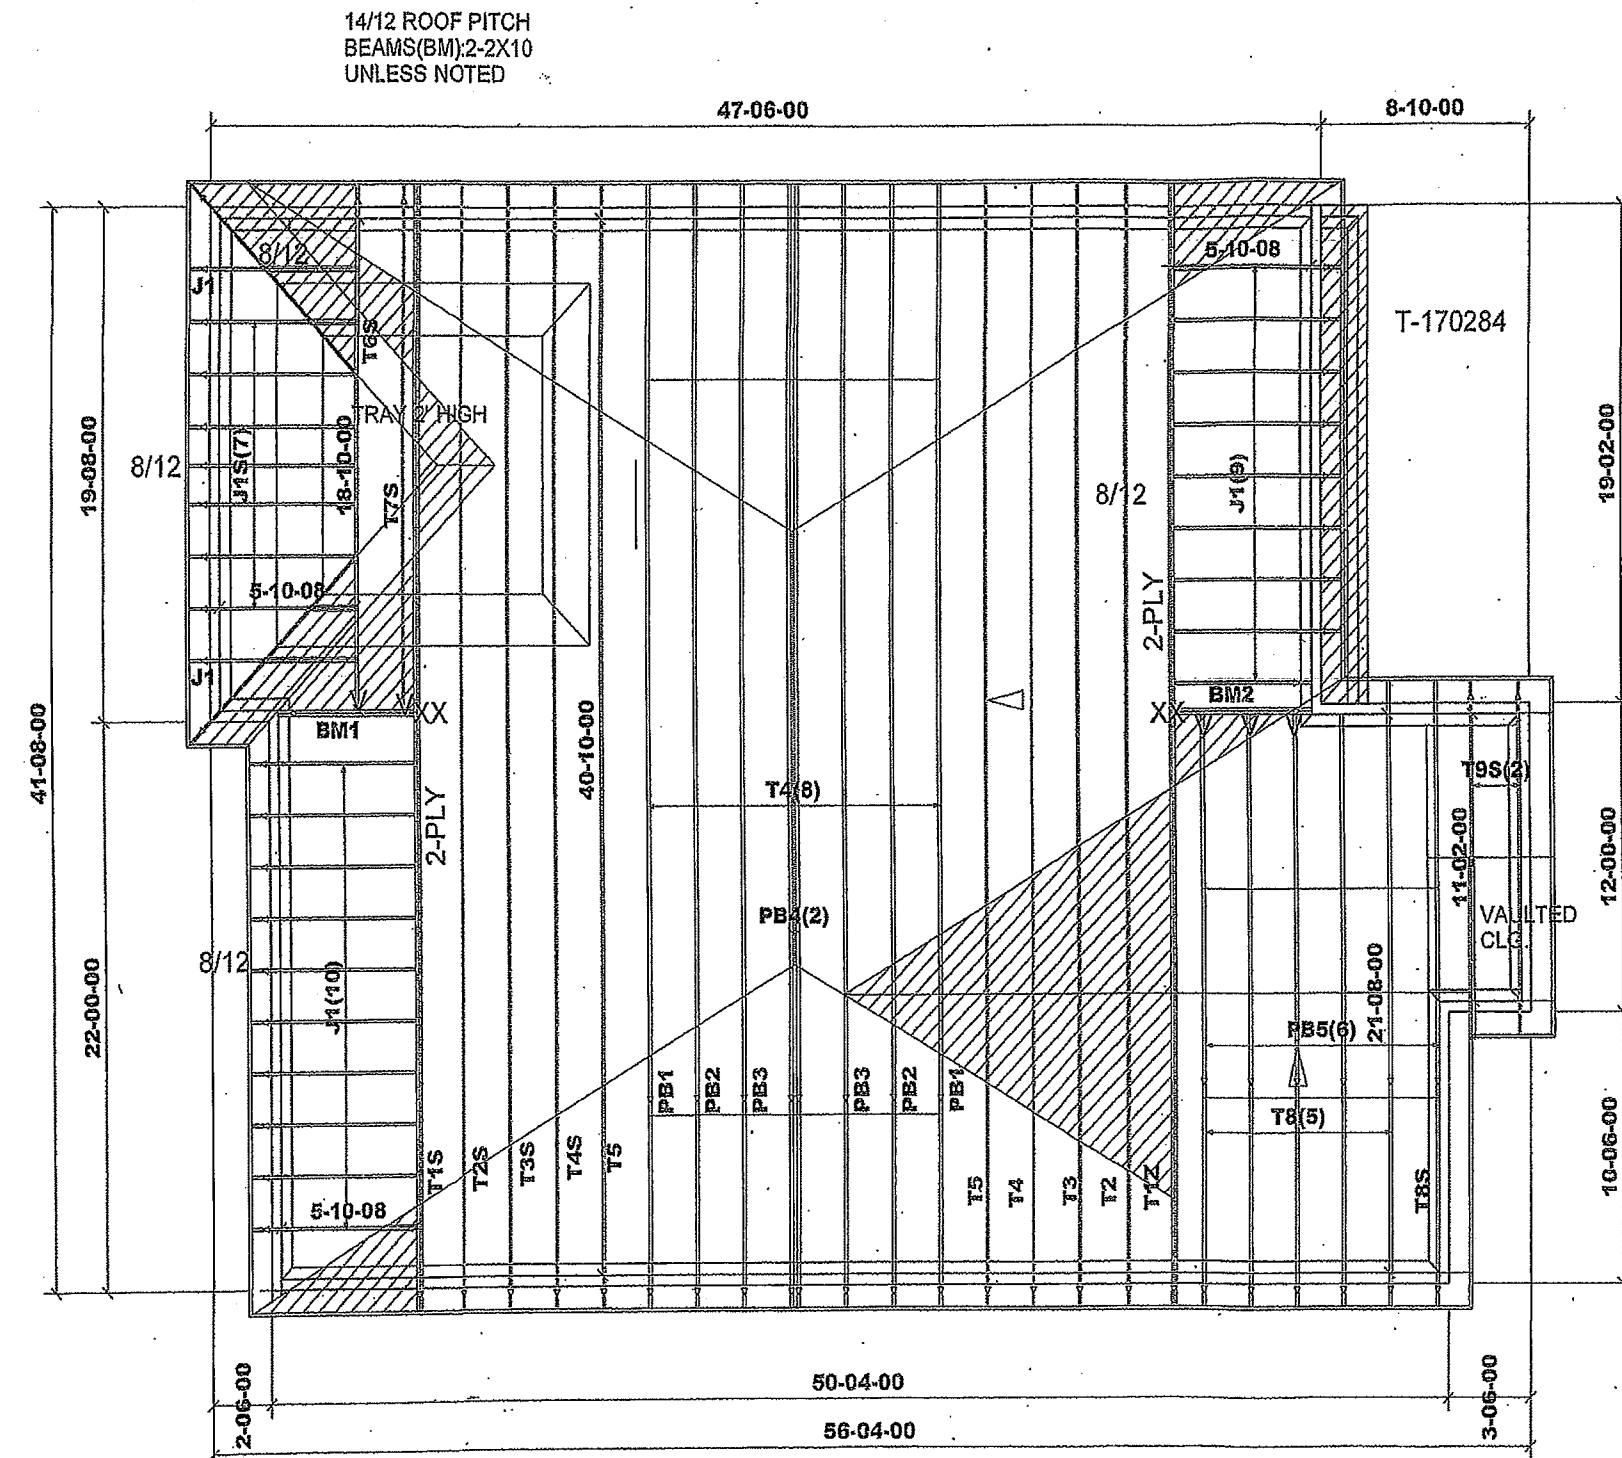 14/12 ROOF PITCH
BEAMS(BM):2-2X10
UNLESS NOTED
47-06-00
8-10-00
8/12
5-10-08
J1
T-170284
T6S
TRAY 2' HIGH
19-08-00
8/12
J1S(7)
18-10-00
T7S
8/12
J1(9)
19-02-00
5-10-08
2-PLY
J1
BM1
XX
XX
BM2
41-08-00
40-10-00
2-PLY
T4(8)
T9S(2)
11-02-00
12-00-00
PB4(2)
VAULTED
CLG.
8/12
J1(10)
22-00-00
21-08-00
PB5(6)
PB1
PB2
PB3
PB3
PB2
PB1
T8(5)
T1S
T2S
T3S
T4S
T5
T5
T4
T3
T2
T1Z
T8S
10-06-00
5-10-08
2-06-00
50-04-00
3-06-00
56-04-00